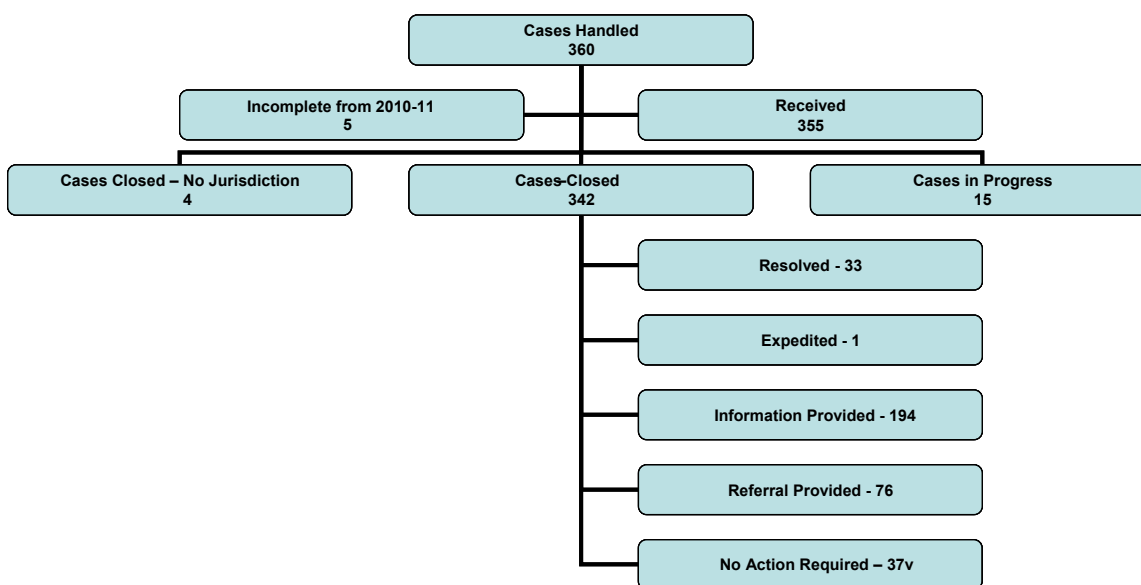 Cases Handled
360
Incomplete from 2010-11
5
Received
355
Cases Closed – No Jurisdiction
4
Cases-Closed
342
Cases in Progress
15
Resolved - 33
Expedited - 1
Information Provided - 194
Referral Provided - 76
No Action Required – 37v